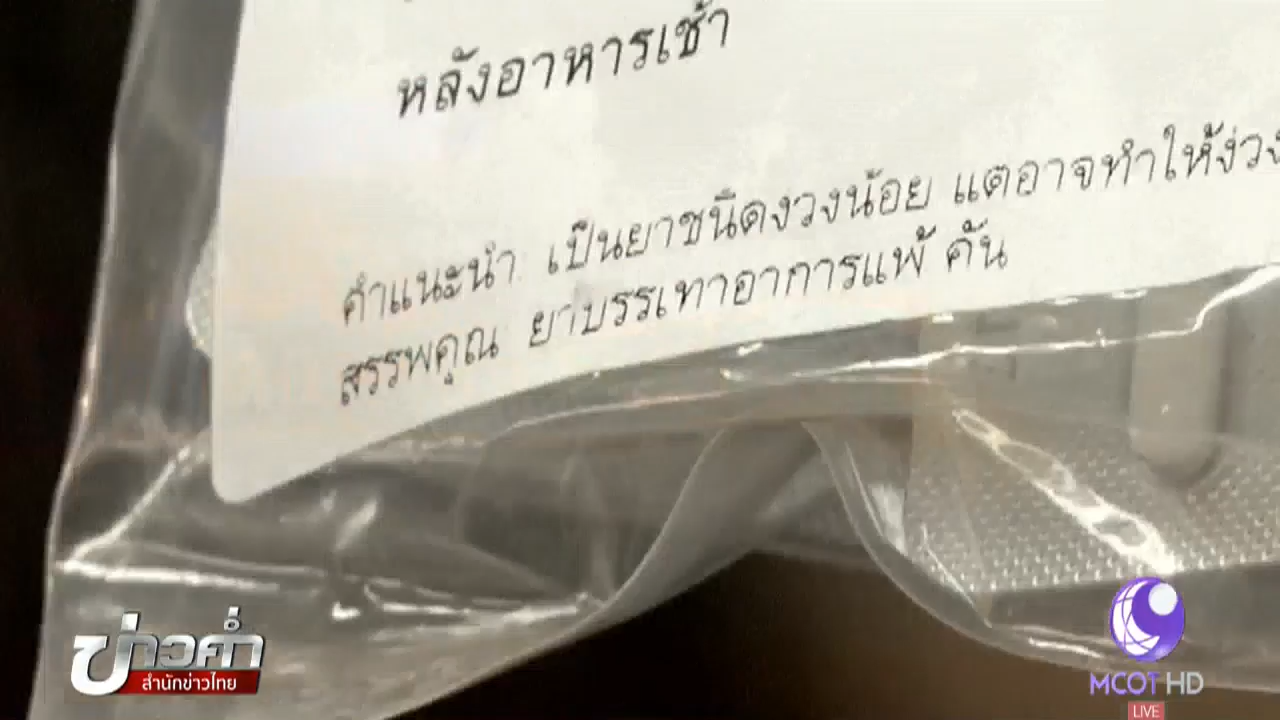 หลังอาหารเช้า
คำแนะนำ เป็นยาชนิดง่วงน้อย แต่อาจทำให้ง่วง
สรรพคุณ ยาบรรเทาอาการแพ้ คัน
ข่าวค่ำ
สำนักข่าวไทย
MCOT HD
LIVE